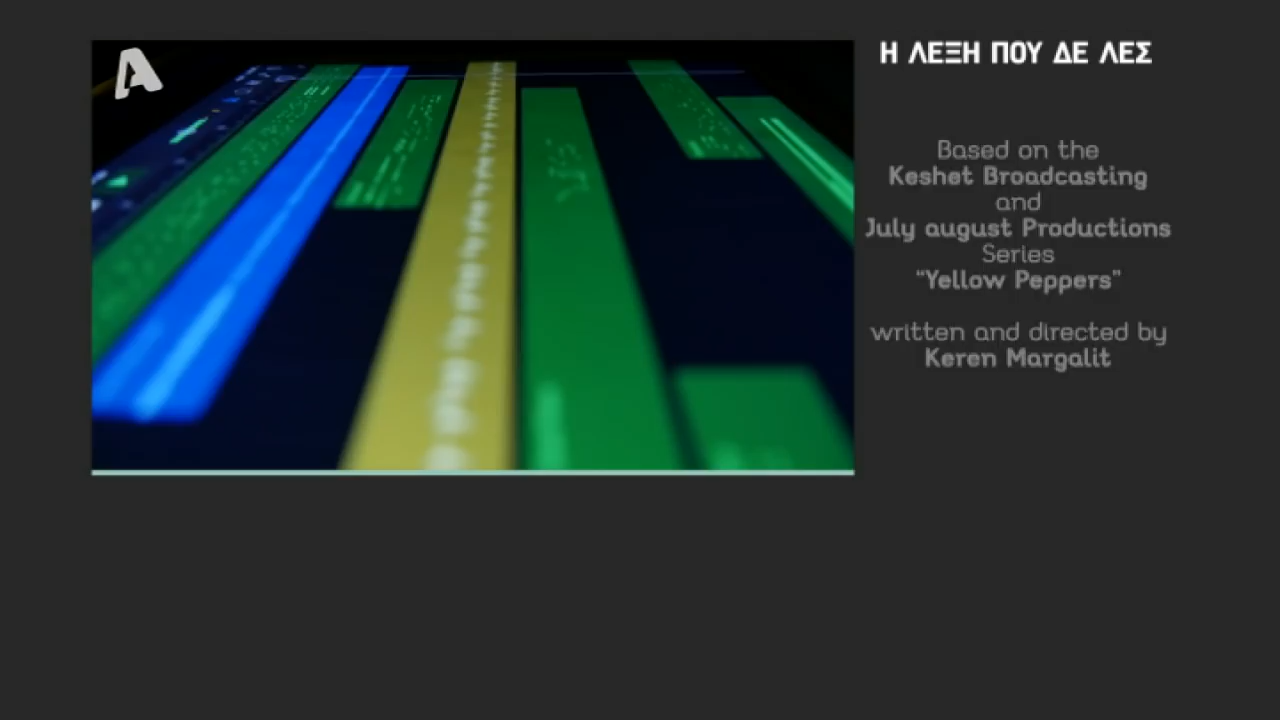 Η ΛΕΞΗ ΠΟΥ ΔΕ ΛΕΣ
Based on the
Keshet Broadcasting
and
July august Productions
Series
“Yellow Peppers”
written and directed by
Keren Margalit